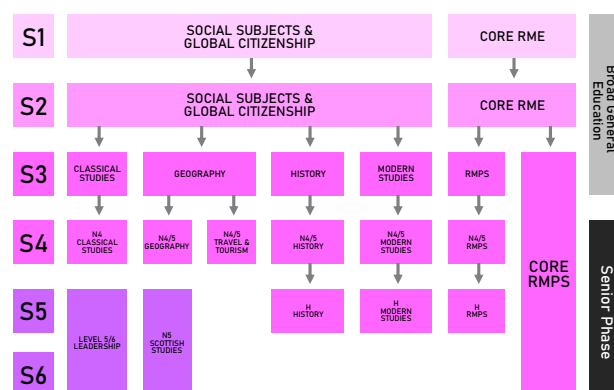 S1
SOCIAL SUBJECTS &
GLOBAL CITIZENSHIP
CORE RME
S2
SOCIAL SUBJECTS &
GLOBAL CITIZENSHIP
CORE RME
Broad General
Education
S3
CLASSICAL
STUDIES
GEOGRAPHY
HISTORY
MODERN
STUDIES
RMPS
S4
N4
CLASSICAL
STUDIES
N4/5
GEOGRAPHY
N4/5
TRAVEL &
TOURISM
N4/5
HISTORY
N4/5
MODERN
STUDIES
N4/5
RMPS
CORE
RMPS
S5
LEVEL 5/6
LEADERSHIP
N5
SCOTTISH
STUDIES
H
HISTORY
H
MODERN
STUDIES
H
RMPS
S6
Senior Phase